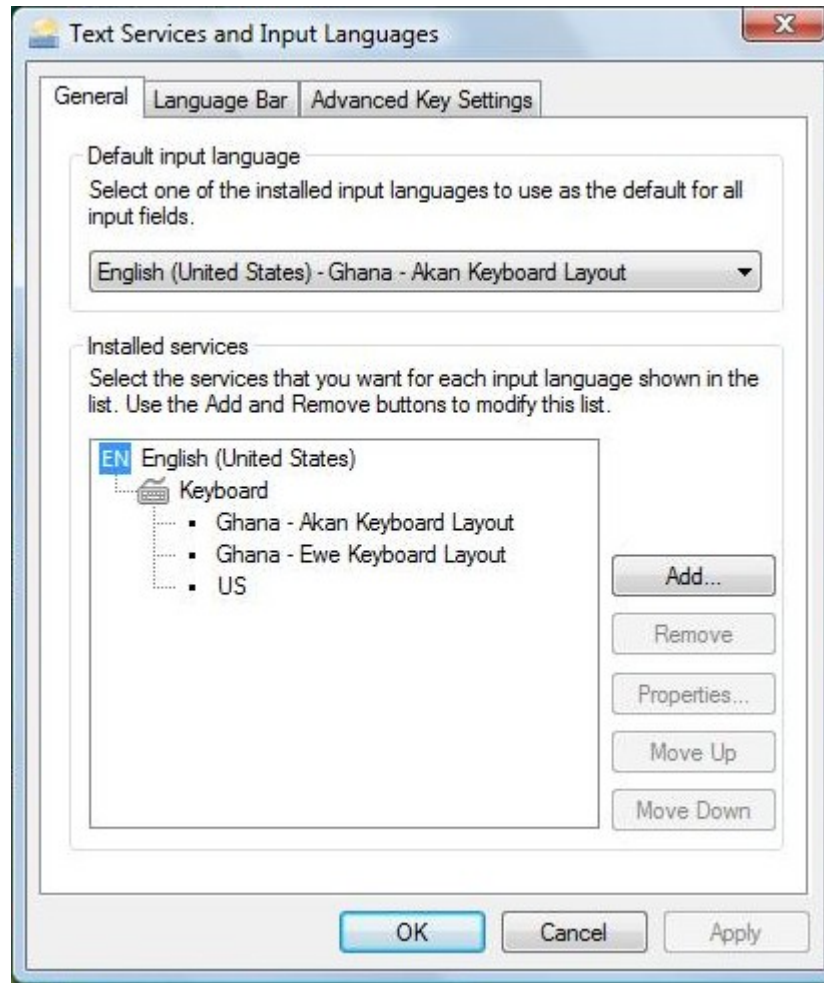 Text Services and Input Languages
General
Language Bar
Advanced Key Settings
Default input language
Select one of the installed input languages to use as the default for all
input fields.
English (United States) - Ghana - Akan Keyboard Layout
Installed services
Select the services that you want for each input language shown in the
list. Use the Add and Remove buttons to modify this list.
EN English (United States)
Keyboard
Ghana - Akan Keyboard Layout
Ghana - Ewe Keyboard Layout
US
Add...
Remove
Properties...
Move Up
Move Down
OK
Cancel
Apply